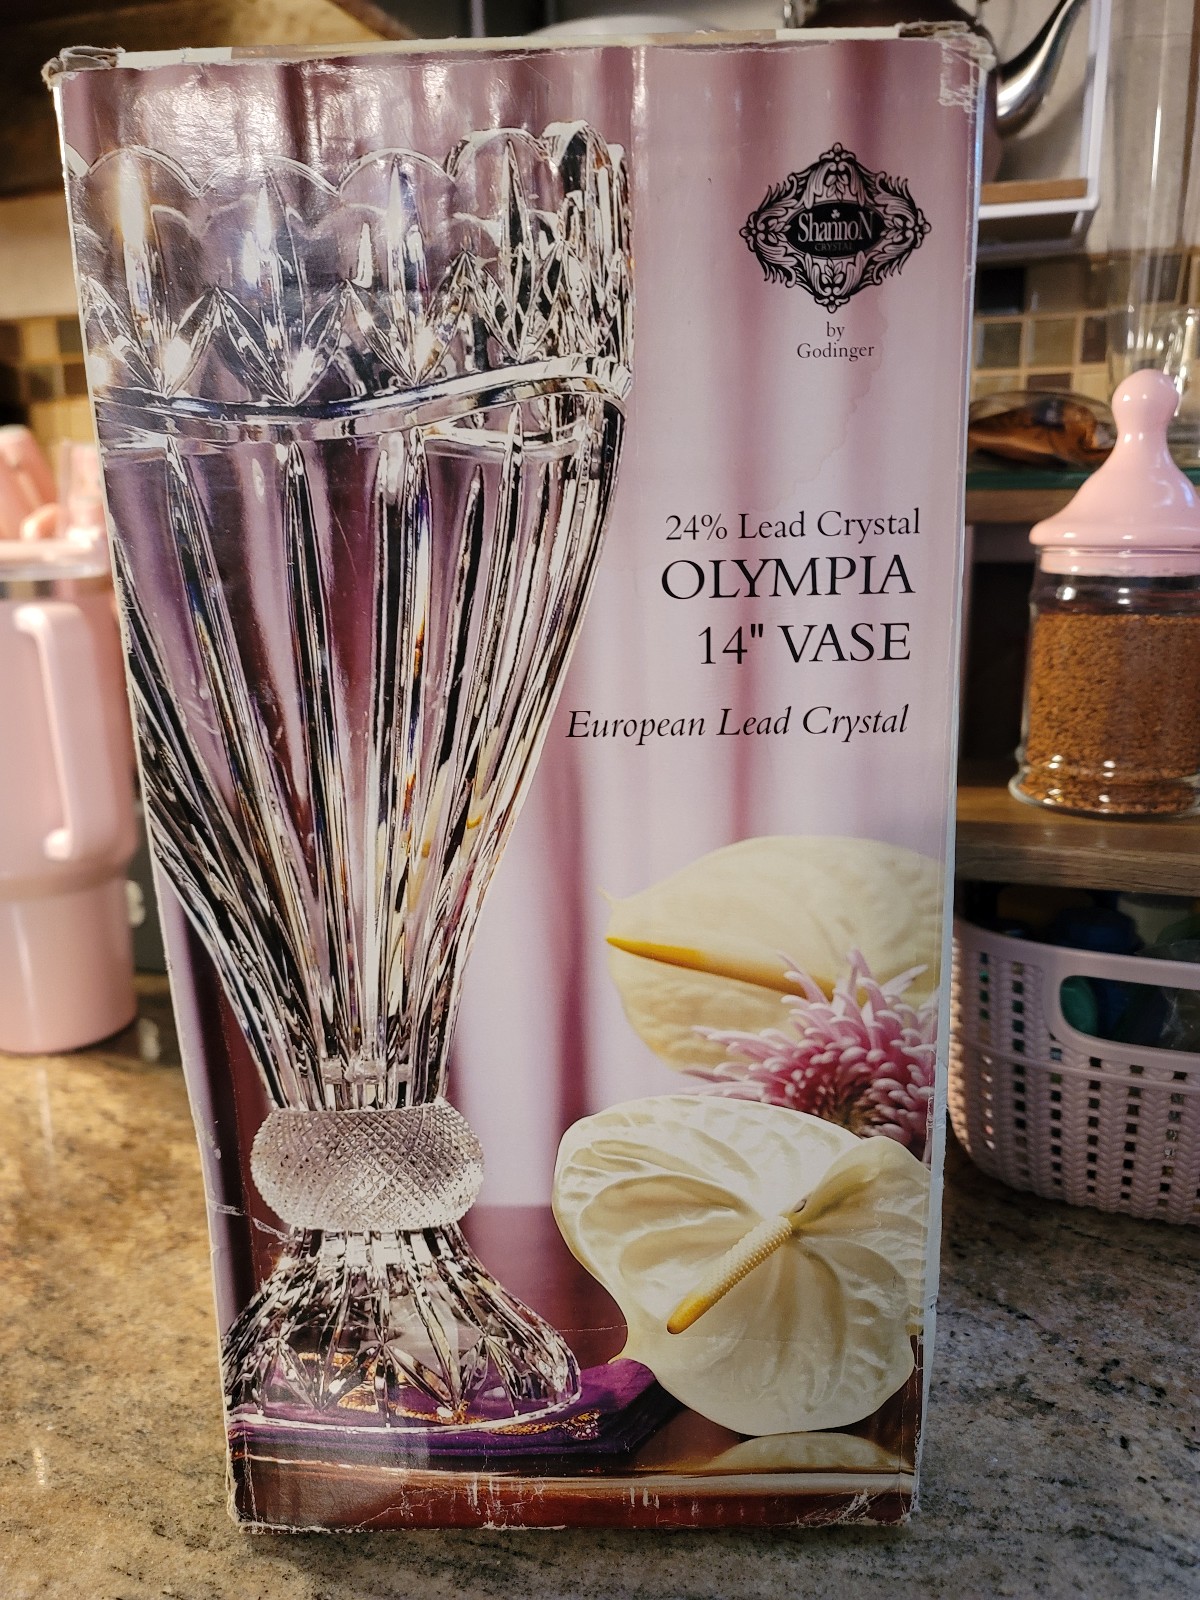 ShannoN
CRYSTAL
by
Godinger
24% Lead Crystal
OLYMPIA
14" VASE
European Lead Crystal